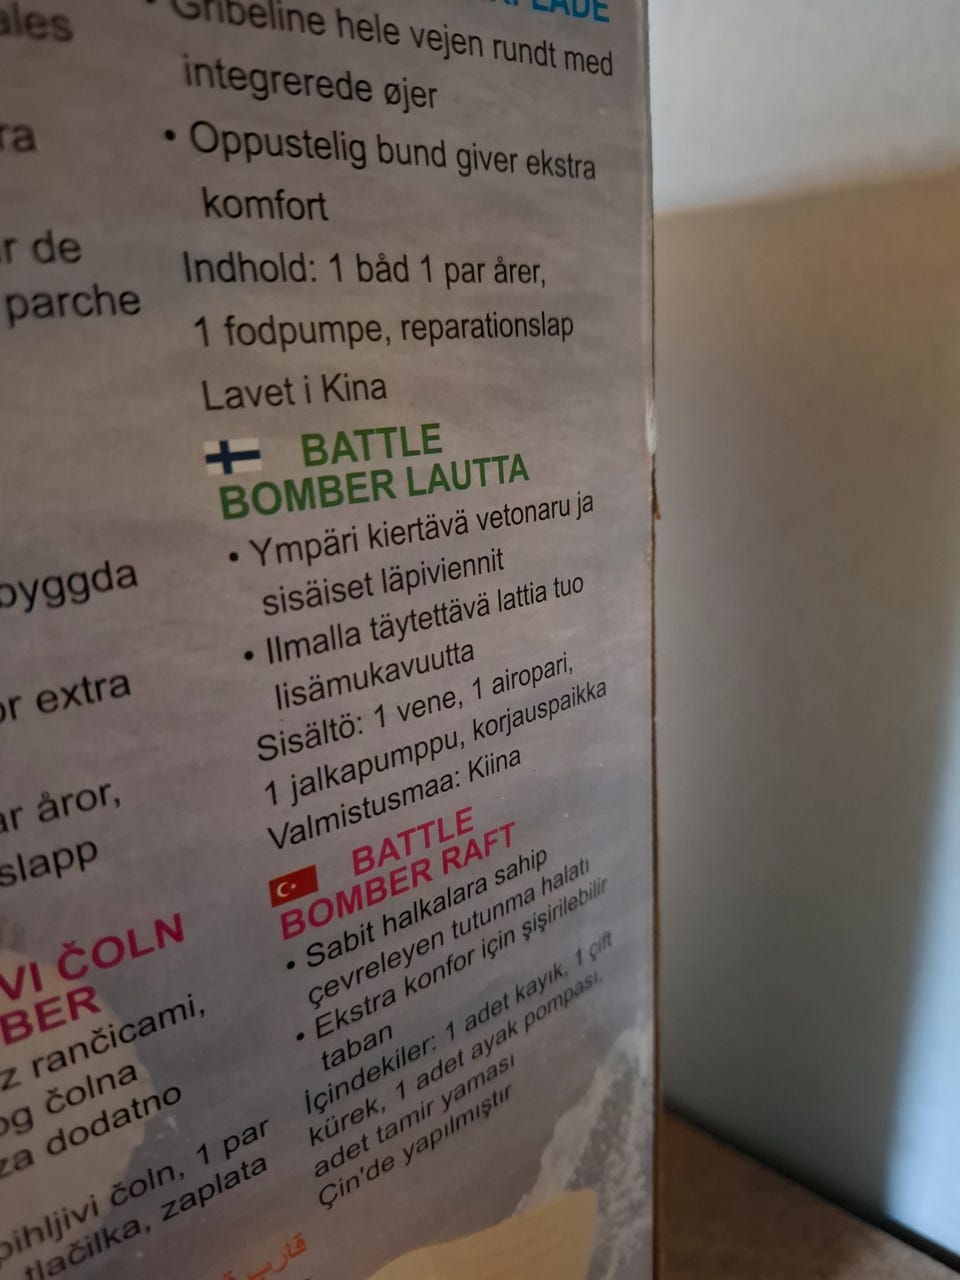 ales
ra
ar de
parche
byggda
or extra
ar åror,
slapp
VI ČOLN
BER
z rančicami,
og čolna
za dodatno
pihljivi čoln, 1 par
tlačilka, zaplata
Gribeline hele vejen rundt med
integrerede øjer
• Oppustelig bund giver ekstra
komfort
Indhold: 1 båd 1 par årer,
1 fodpumpe, reparationslap
Lavet i Kina
BATTLE
BOMBER LAUTTA
• Ympäri kiertävä vetonaru ja
sisäiset läpiviennit
• Ilmalla täytettävä lattia tuo
lisämukavuutta
Sisältö: 1 vene, 1 airopari,
1 jalkapumppu, korjauspaikka
Valmistusmaa: Kiina
BATTLE
BOMBER RAFT
• Sabit halkalara sahip
çevreleyen tutunma halatı
• Ekstra konfor için şişirilebilir
taban
İçindekiler: 1 adet kayık, 1 çift
kürek, 1 adet ayak pompası,
adet tamir yaması
Çin'de yapılmıştır
قارب